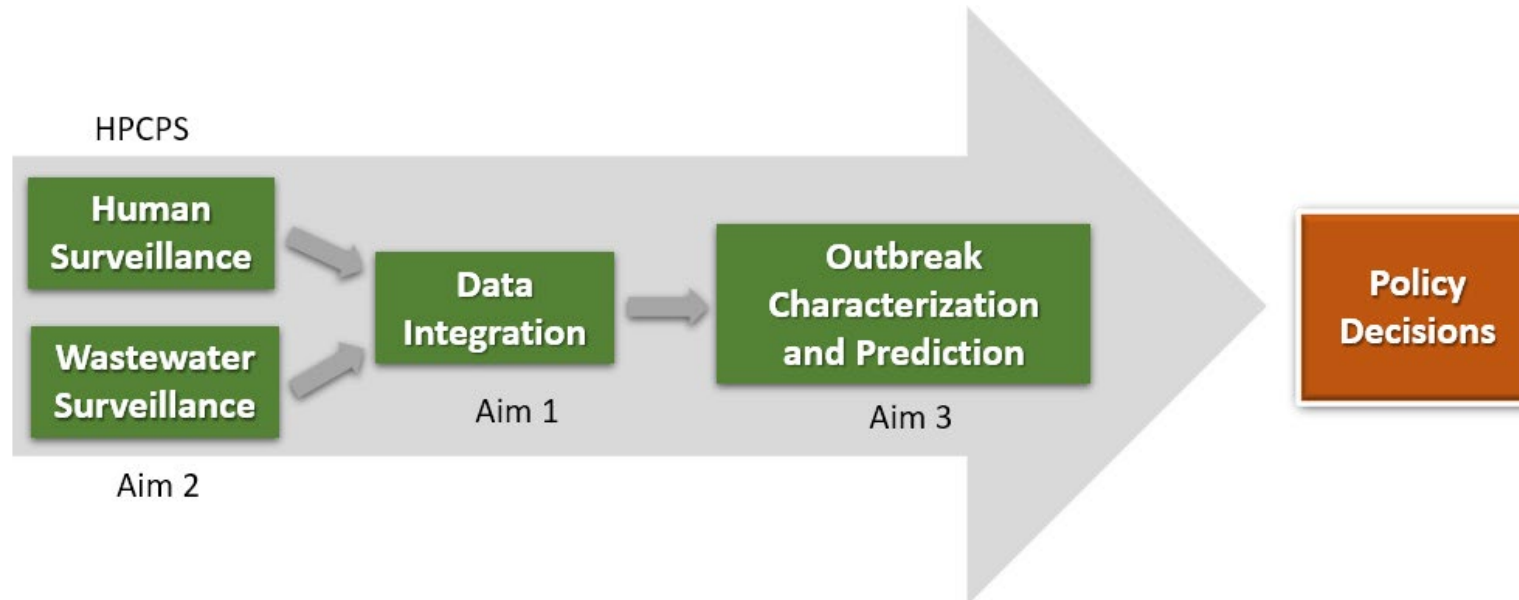 HPCPS
Human
Surveillance
Wastewater
Surveillance
Aim 2
Data
Integration
Aim 1
Outbreak
Characterization
and Prediction
Aim 3
Policy
Decisions